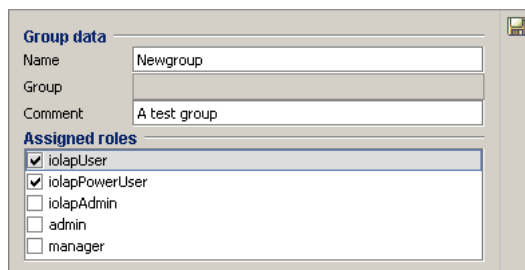 Group data
Name Newgroup
Group
Comment A test group
Assigned roles
iolapUser
iolapPowerUser
iolapAdmin
admin
manager